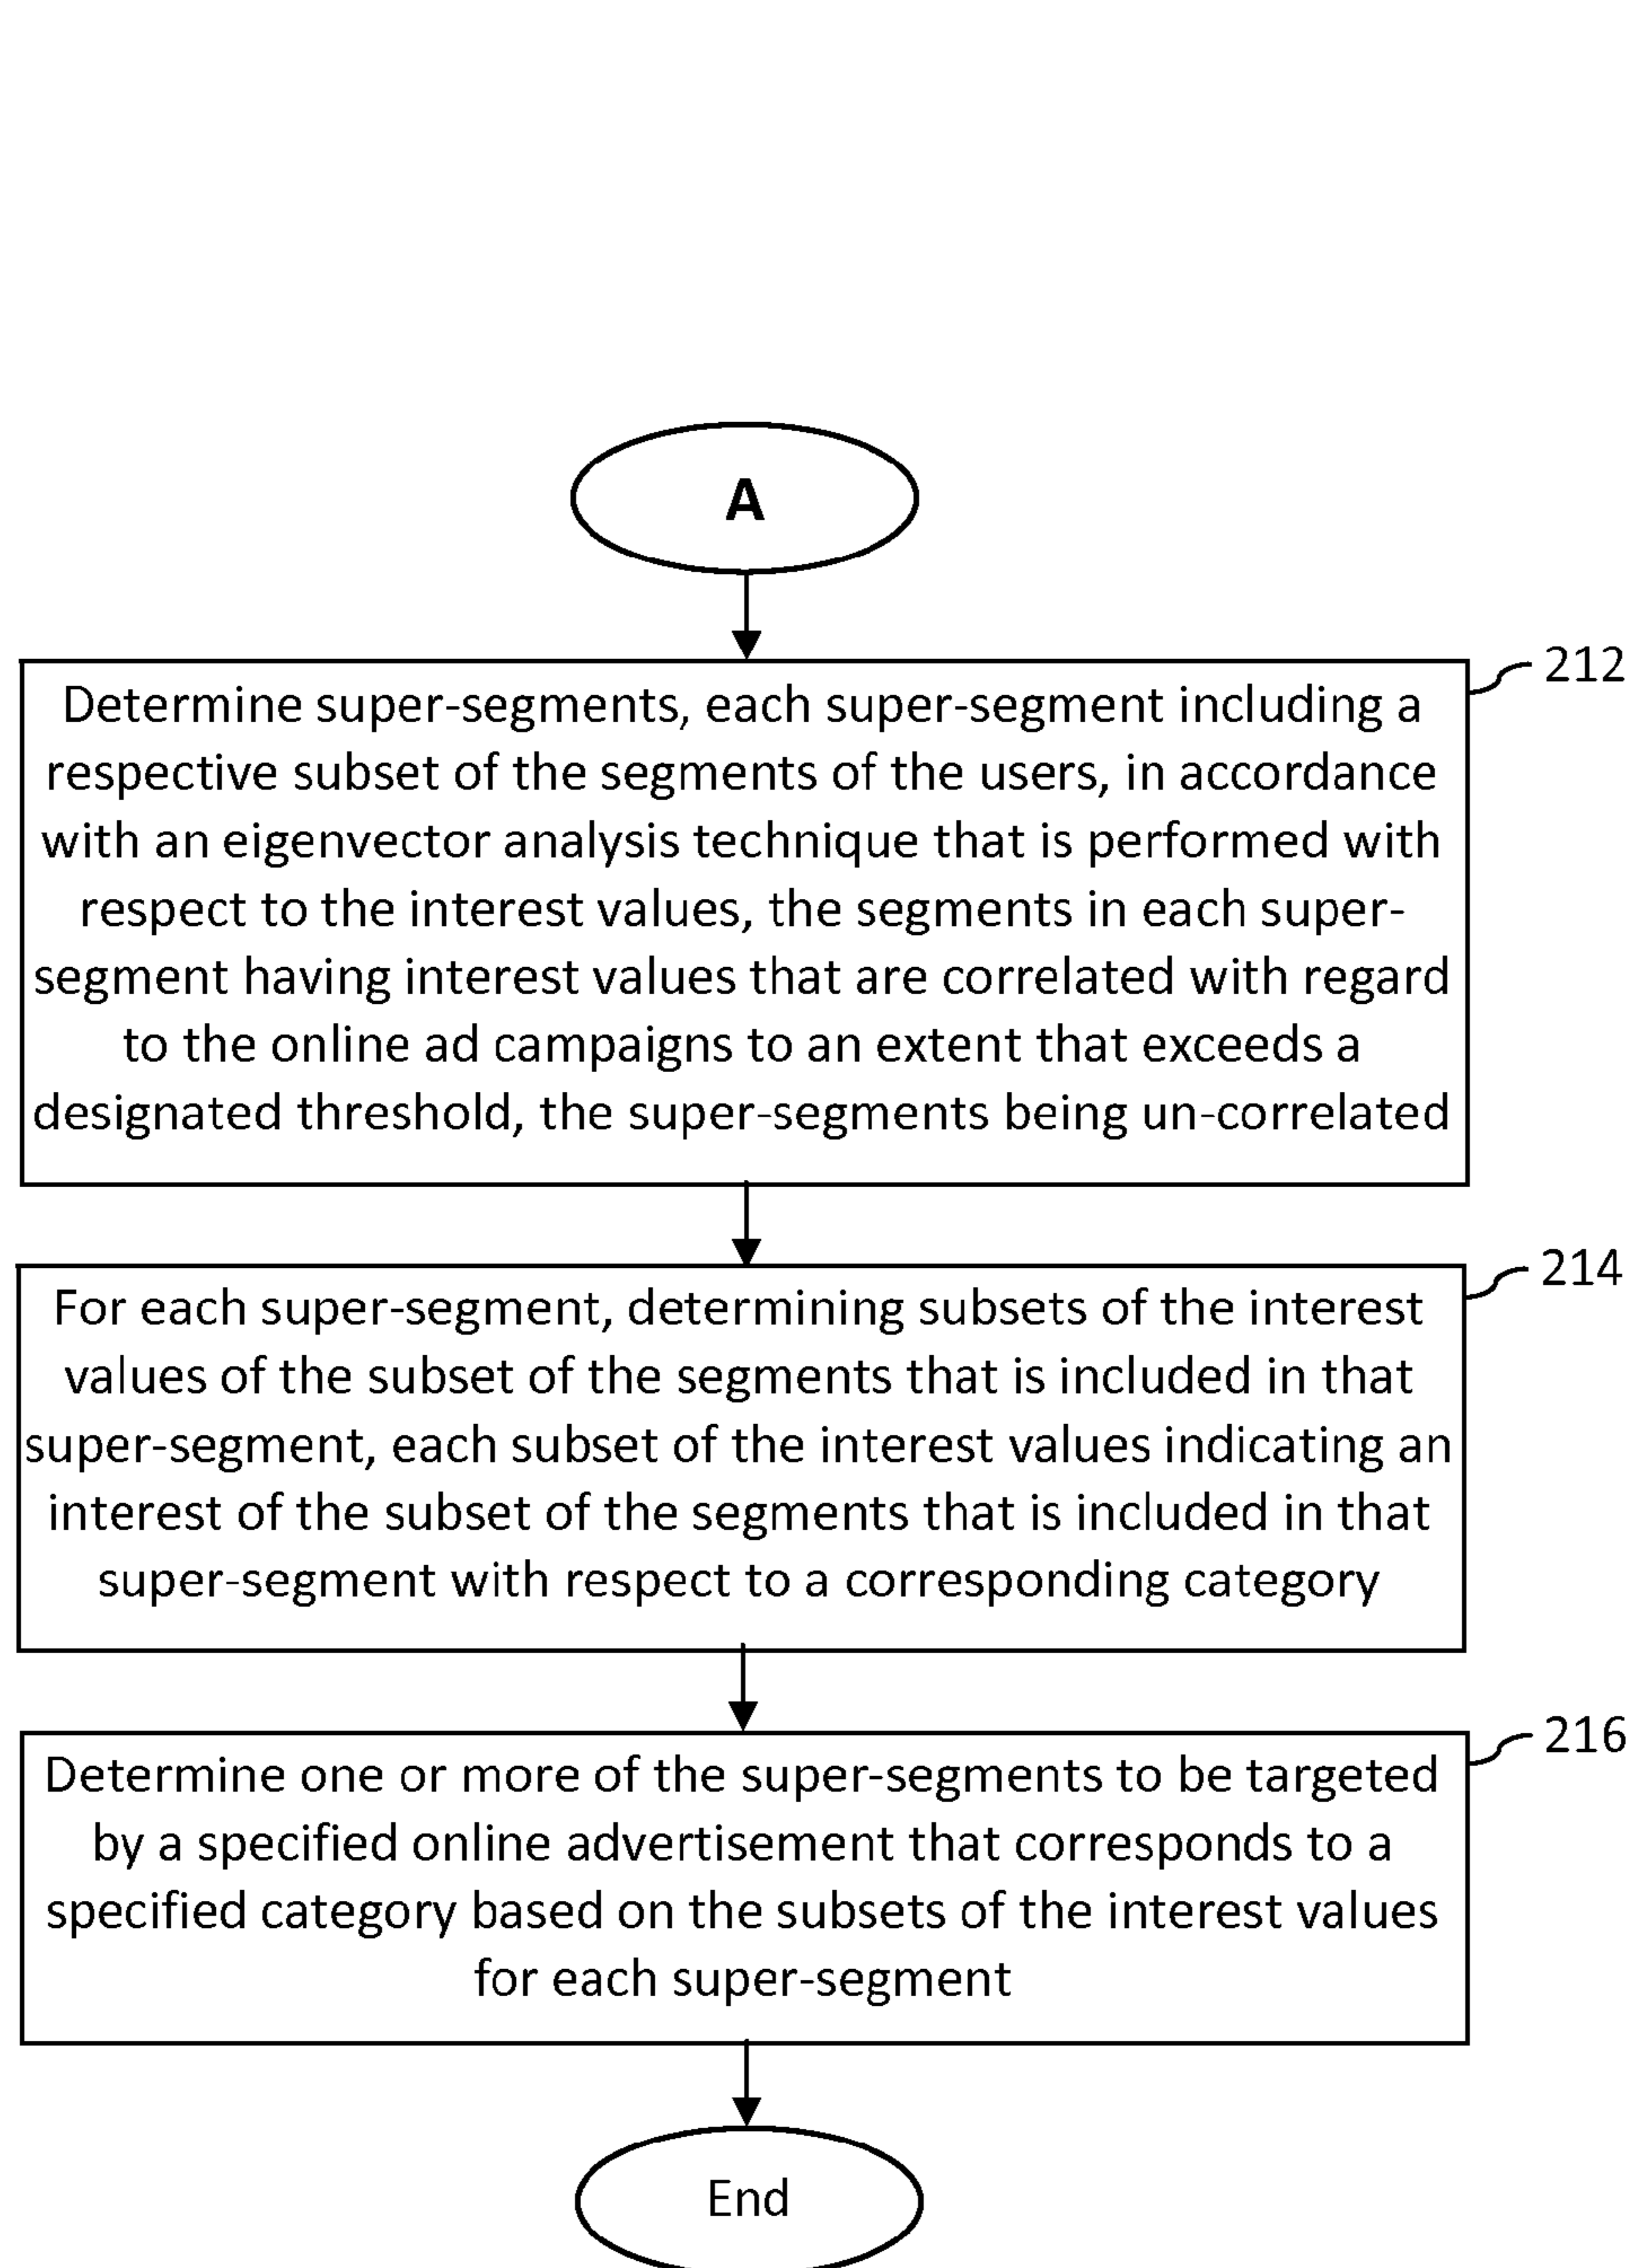 A
212
Determine super-segments, each super-segment including a
respective subset of the segments of the users, in accordance
with an eigenvector analysis technique that is performed with
respect to the interest values, the segments in each super-
segment having interest values that are correlated with regard
to the online ad campaigns to an extent that exceeds a
designated threshold, the super-segments being un-correlated
214
For each super-segment, determining subsets of the interest
values of the subset of the segments that is included in that
super-segment, each subset of the interest values indicating an
interest of the subset of the segments that is included in that
super-segment with respect to a corresponding category
216
Determine one or more of the super-segments to be targeted
by a specified online advertisement that corresponds to a
specified category based on the subsets of the interest values
for each super-segment
End